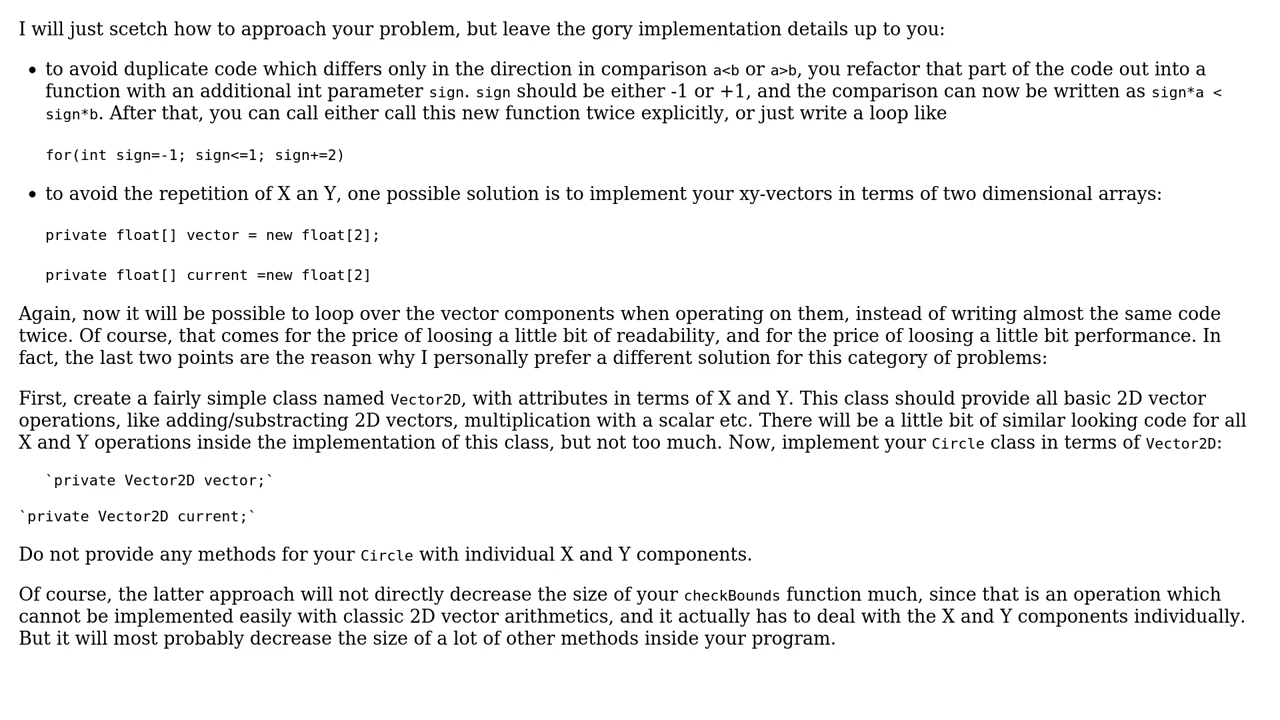 I will just scetch how to approach your problem, but leave the gory implementation details up to you:
• to avoid duplicate code which differs only in the direction in comparison a<b or a>b, you refactor that part of the code out into a
function with an additional int parameter sign. sign should be either -1 or +1, and the comparison can now be written as sign*a <
sign*b. After that, you can call either call this new function twice explicitly, or just write a loop like
for(int sign=-1; sign<=1; sign+=2)
• to avoid the repetition of X an Y, one possible solution is to implement your xy-vectors in terms of two dimensional arrays:
private float[] vector = new float[2];
private float[] current =new float[2]
Again, now it will be possible to loop over the vector components when operating on them, instead of writing almost the same code
twice. Of course, that comes for the price of loosing a little bit of readability, and for the price of loosing a little bit performance. In
fact, the last two points are the reason why I personally prefer a different solution for this category of problems:
First, create a fairly simple class named Vector2D, with attributes in terms of X and Y. This class should provide all basic 2D vector
operations, like adding/substracting 2D vectors, multiplication with a scalar etc. There will be a little bit of similar looking code for all
X and Y operations inside the implementation of this class, but not too much. Now, implement your Circle class in terms of Vector2D:
`private Vector2D vector;`
`private Vector2D current;`
Do not provide any methods for your Circle with individual X and Y components.
Of course, the latter approach will not directly decrease the size of your checkBounds function much, since that is an operation which
cannot be implemented easily with classic 2D vector arithmetics, and it actually has to deal with the X and Y components individually.
But it will most probably decrease the size of a lot of other methods inside your program.